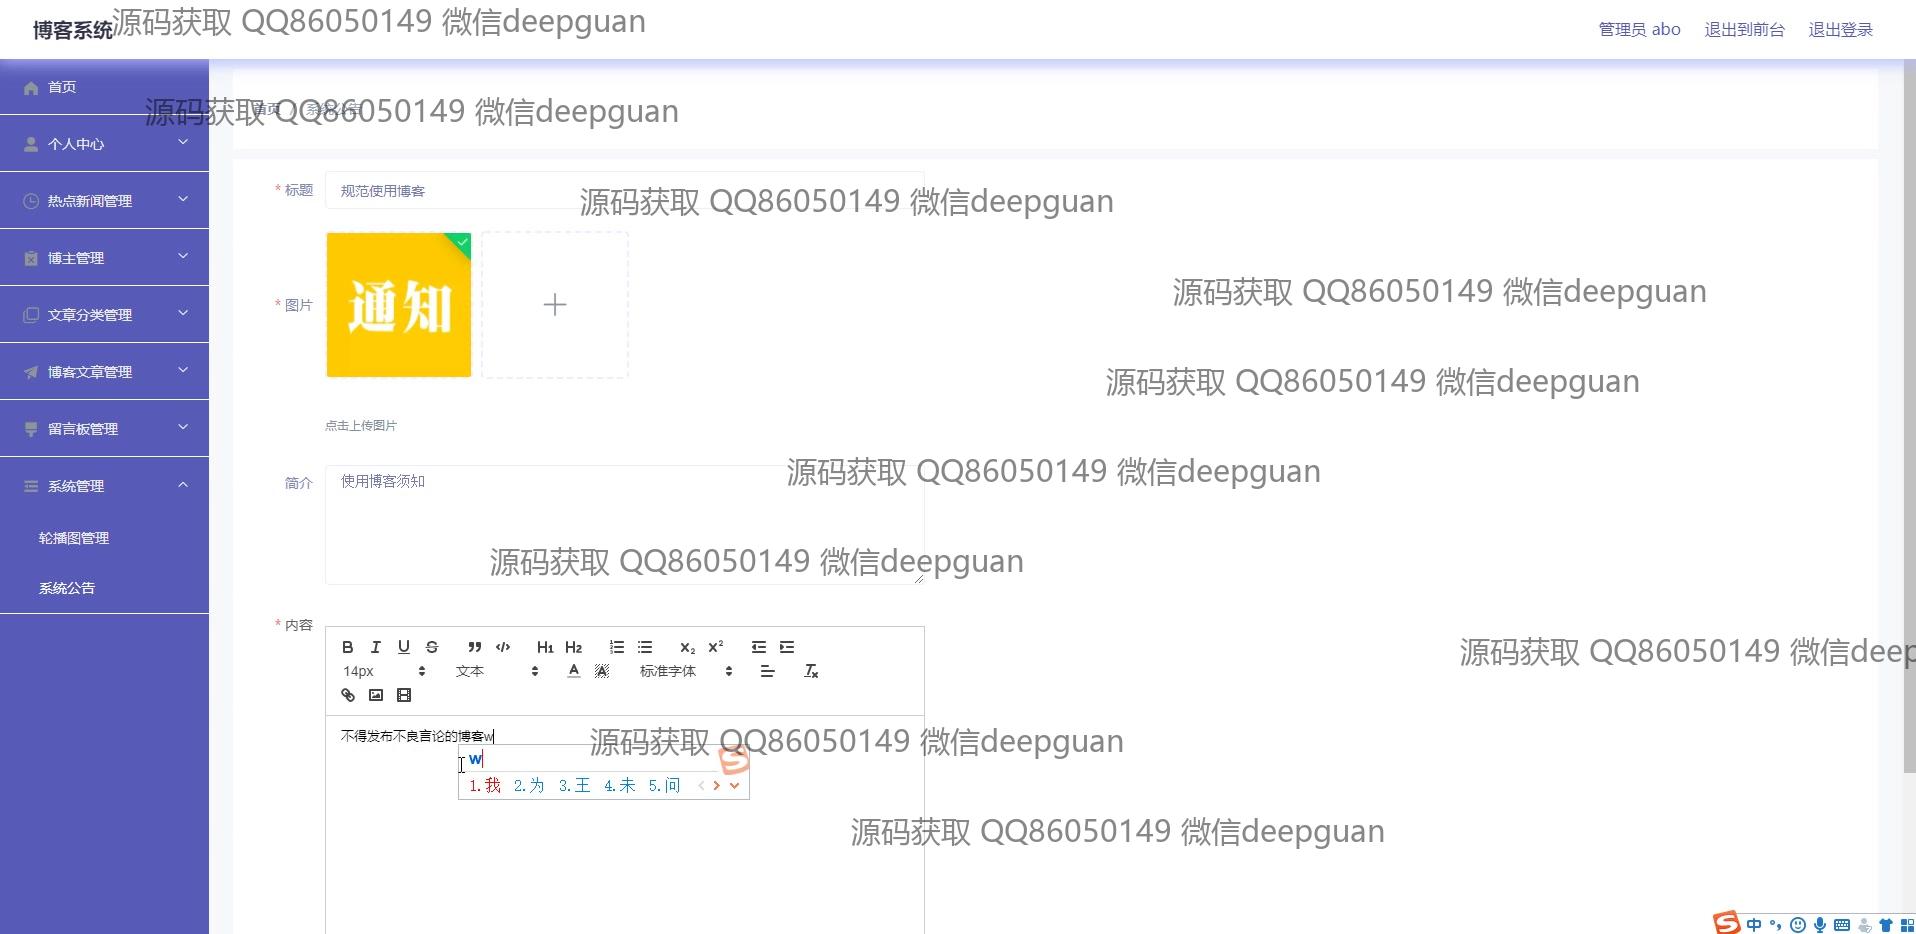 博客系统
源码获取 QQ86050149 微信deepguan
管理员 abo 退出到前台 退出登录
首页
源码获取 QQ86050149 微信deepguan
首页 / 系统公告
个人中心
热点新闻管理
博主管理
文章分类管理
博客文章管理
留言板管理
系统管理
轮播图管理
系统公告
* 标题 规范使用博客
源码获取 QQ86050149 微信deepguan
* 图片
通知
源码获取 QQ86050149 微信deepguan
源码获取 QQ86050149 微信deepguan
点击上传图片
简介 使用博客须知
源码获取 QQ86050149 微信deepguan
源码获取 QQ86050149 微信deepguan
* 内容
B I U S H1 H2 X2 X2
14px 文本 A A 标准字体 Tx
源码获取 QQ86050149 微信deep
不得发布不良言论的博客w
源码获取 QQ86050149 微信deepguan
w
1.我 2.为 3.王 4.未 5.问
源码获取 QQ86050149 微信deepguan
S 中